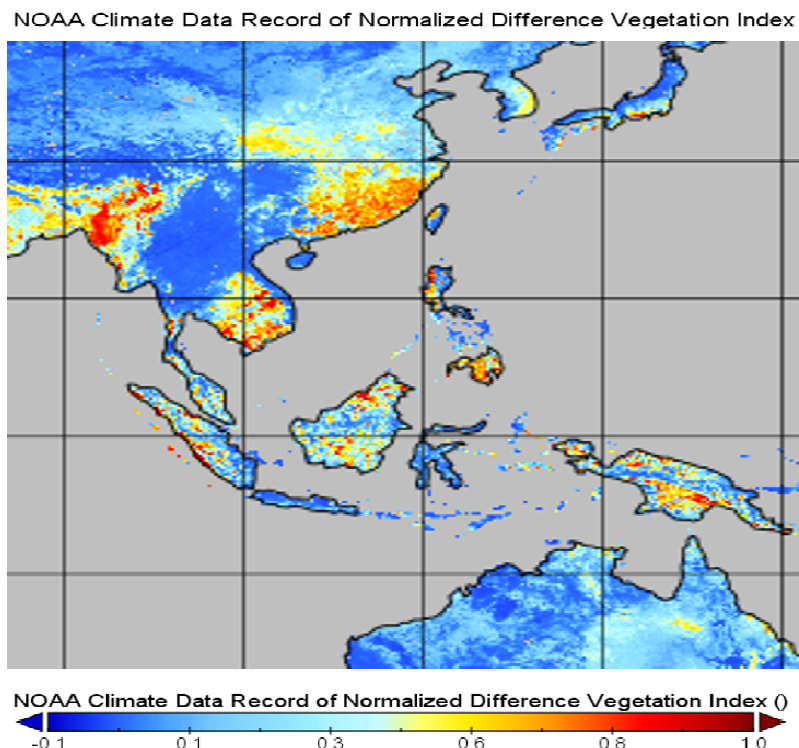 NOAA Climate Data Record of Normalized Difference Vegetation Index
NOAA Climate Data Record of Normalized Difference Vegetation Index ()
-0.1 0.1 0.3 0.6 0.8 1.0